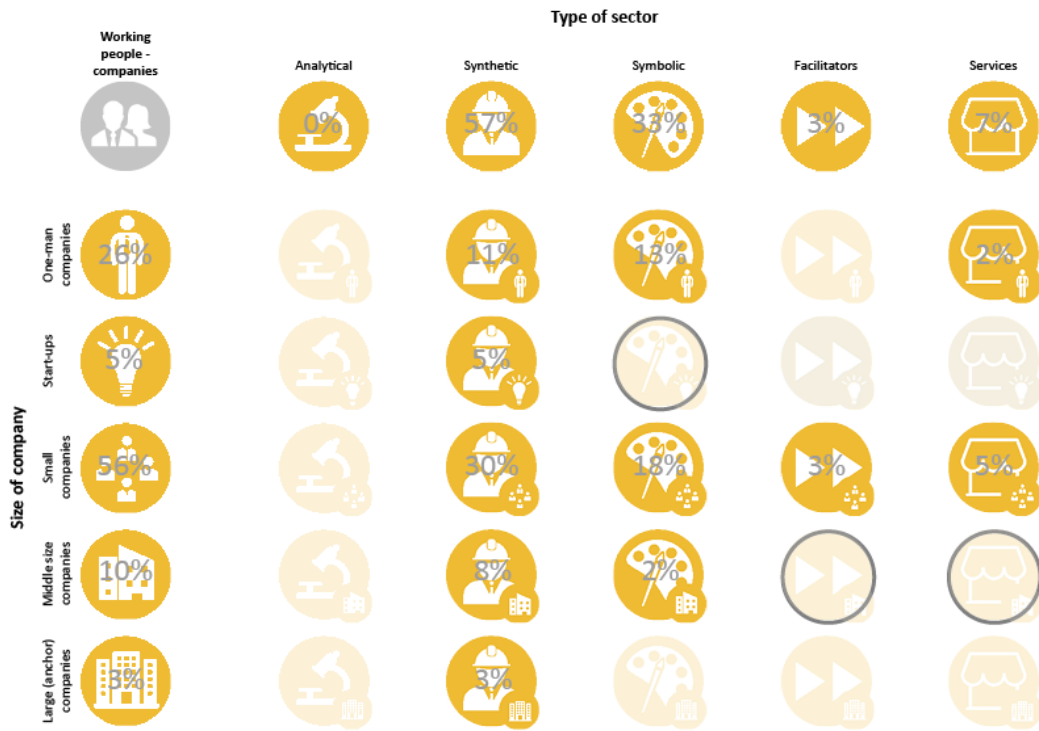 Type of sector
Working
people -
companies
Analytical
Synthetic
Symbolic
Facilitators
Services
0%
57%
33%
3%
7%
Size of company
One-man
companies
26%
11%
13%
2%
Start-ups
5%
5%
Small
companies
56%
30%
18%
3%
5%
Middle size
companies
10%
8%
2%
Large (anchor)
companies
3%
3%